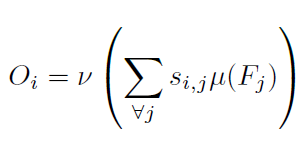 O_i = ν ( ∑_{∀j} s_{i,j} μ(F_j) )